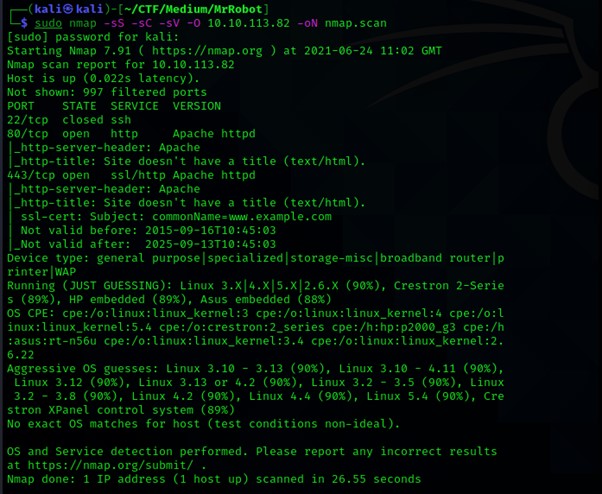 ┌──(kali㉿kali)-[~/CTF/Medium/MrRobot]
└─$ sudo nmap -sS -sC -sV -O 10.10.113.82 -oN nmap.scan
[sudo] password for kali:
Starting Nmap 7.91 ( https://nmap.org ) at 2021-06-24 11:02 GMT
Nmap scan report for 10.10.113.82
Host is up (0.022s latency).
Not shown: 997 filtered ports
PORT    STATE  SERVICE  VERSION
22/tcp  closed ssh
80/tcp  open   http     Apache httpd
|_http-server-header: Apache
|_http-title: Site doesn't have a title (text/html).
443/tcp open   ssl/http Apache httpd
|_http-server-header: Apache
|_http-title: Site doesn't have a title (text/html).
| ssl-cert: Subject: commonName=www.example.com
| Not valid before: 2015-09-16T10:45:03
|_Not valid after:  2025-09-13T10:45:03
Device type: general purpose|specialized|storage-misc|broadband router|p
rinter|WAP
Running (JUST GUESSING): Linux 3.X|4.X|5.X|2.6.X (90%), Crestron 2-Serie
s (89%), HP embedded (89%), Asus embedded (88%)
OS CPE: cpe:/o:linux:linux_kernel:3 cpe:/o:linux:linux_kernel:4 cpe:/o:l
inux:linux_kernel:5.4 cpe:/o:crestron:2_series cpe:/h:hp:p2000_g3 cpe:/h
:asus:rt-n56u cpe:/o:linux:linux_kernel:3.4 cpe:/o:linux:linux_kernel:2.
6.22
Aggressive OS guesses: Linux 3.10 - 3.13 (90%), Linux 3.10 - 4.11 (90%),
 Linux 3.12 (90%), Linux 3.13 or 4.2 (90%), Linux 3.2 - 3.5 (90%), Linux
 3.2 - 3.8 (90%), Linux 4.2 (90%), Linux 4.4 (90%), Linux 5.4 (90%), Cre
stron XPanel control system (89%)
No exact OS matches for host (test conditions non-ideal).

OS and Service detection performed. Please report any incorrect results
at https://nmap.org/submit/ .
Nmap done: 1 IP address (1 host up) scanned in 26.55 seconds